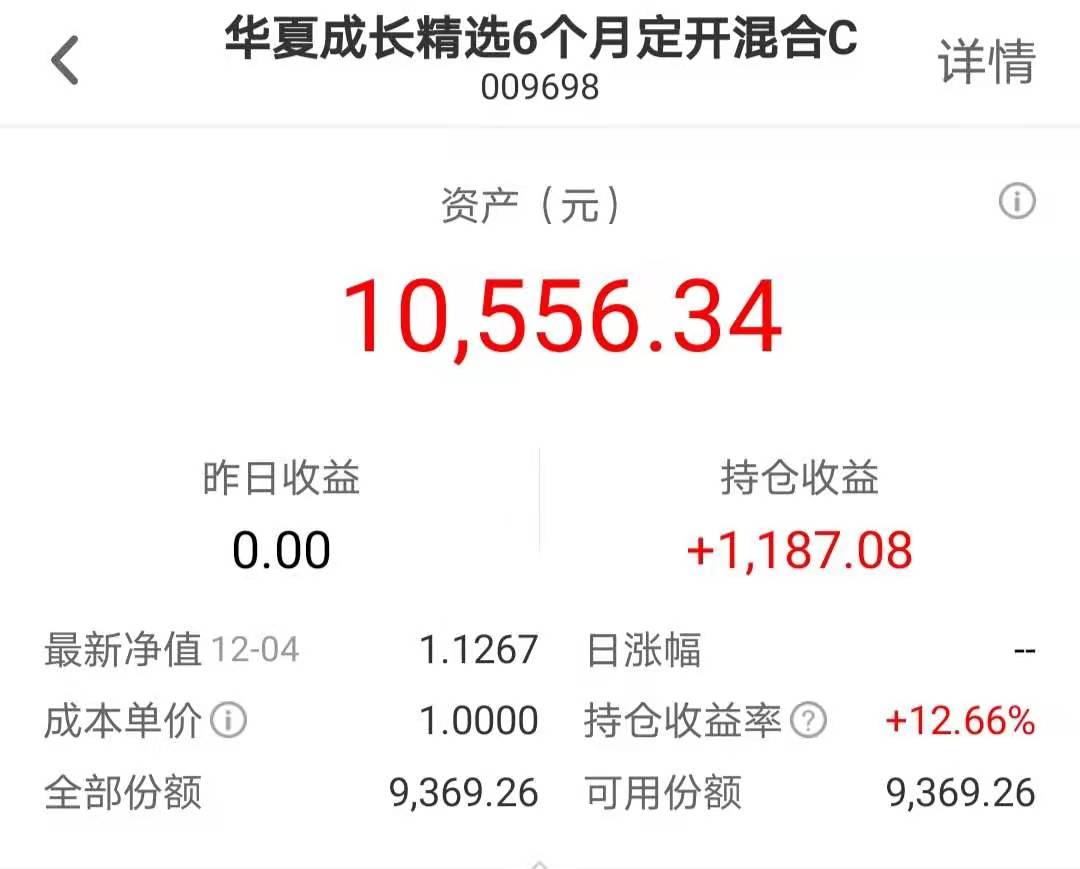 华夏成长精选6个月定开混合C
详情
009698
资产（元）
10,556.34
昨日收益 持仓收益
0.00 +1,187.08
最新净值 12-04 1.1267 日涨幅 --
成本单价 1.0000 持仓收益率 +12.66%
全部份额 9,369.26 可用份额 9,369.26